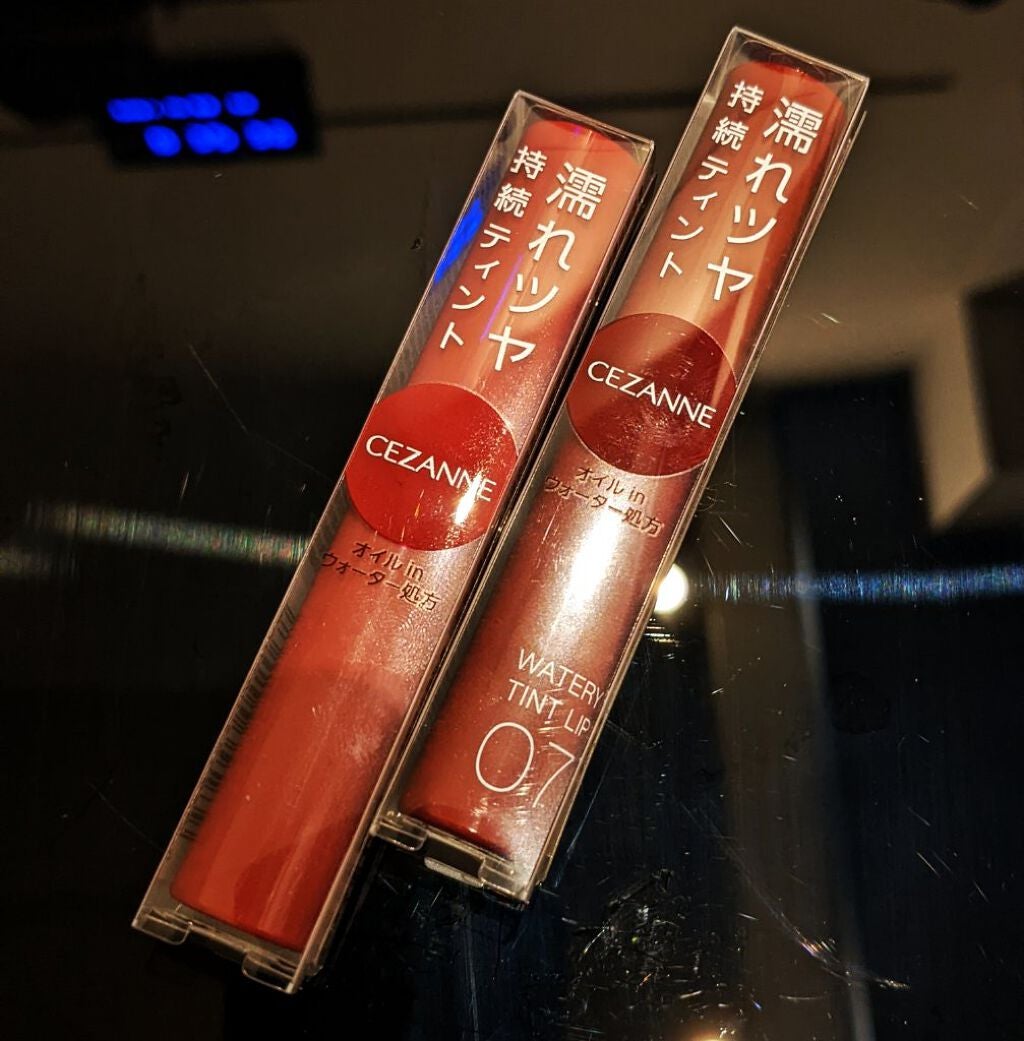 濡れツヤ
持続ティント
CEZANNE
オイル in
ウォーター処方
濡れツヤ
持続ティント
CEZANNE
オイル in
ウォーター処方
WATERY
TINT LIP
07